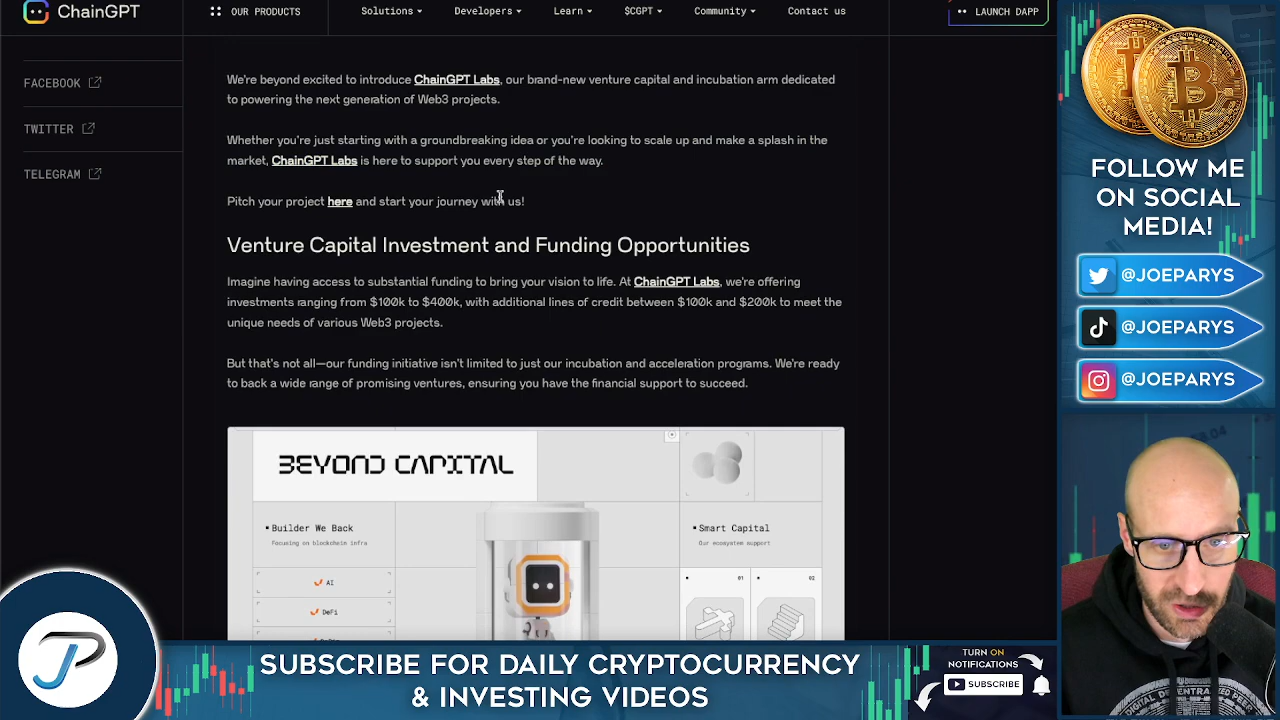 ChainGPT
OUR PRODUCTS
Solutions
Developers
Learn
$CGPT
Community
Contact us
LAUNCH DAPP
FACEBOOK
TWITTER
TELEGRAM
We're beyond excited to introduce ChainGPT Labs, our brand-new venture capital and incubation arm dedicated
to powering the next generation of Web3 projects.
Whether you're just starting with a groundbreaking idea or you're looking to scale up and make a splash in the
market, ChainGPT Labs is here to support you every step of the way.
Pitch your project here and start your journey with us!
Venture Capital Investment and Funding Opportunities
Imagine having access to substantial funding to bring your vision to life. At ChainGPT Labs, we're offering
investments ranging from $100k to $400k, with additional lines of credit between $100k and $200k to meet the
unique needs of various Web3 projects.
But that's not all—our funding initiative isn't limited to just our incubation and acceleration programs. We're ready
to back a wide range of promising ventures, ensuring you have the financial support to succeed.
BEYOND CAPITAL
Builder We Back
Focusing on blockchain infra
AI
DeFi
Smart Capital
Our ecosystem support
01
02
FOLLOW ME
ON SOCIAL
MEDIA!
@JOEPARYS
@JOEPARYS
@JOEPARYS
SUBSCRIBE FOR DAILY CRYPTOCURRENCY
& INVESTING VIDEOS
TURN ON
NOTIFICATIONS
SUBSCRIBE